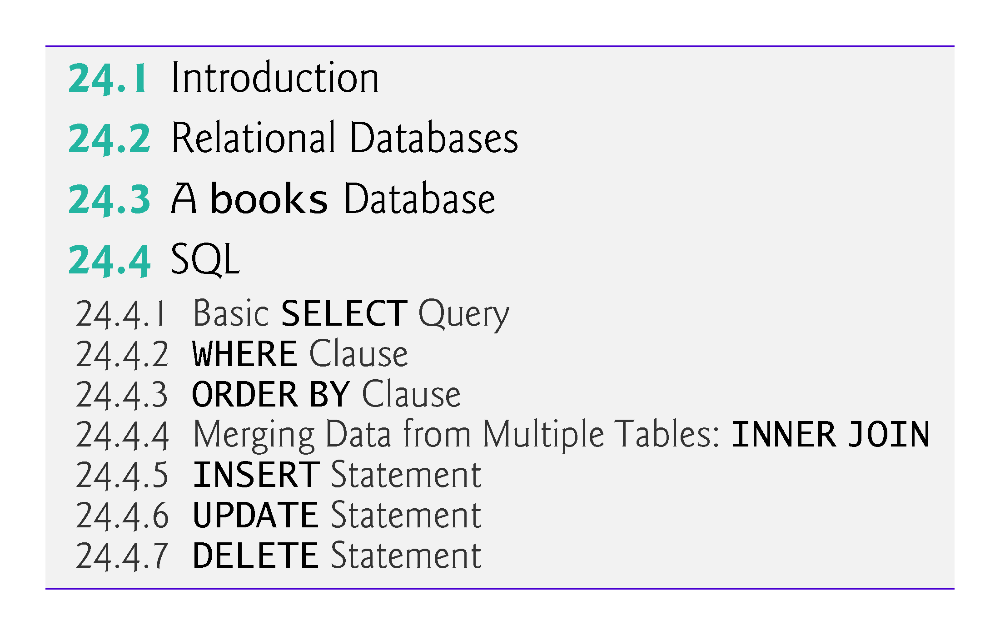 24.1 Introduction
24.2 Relational Databases
24.3 A books Database
24.4 SQL
24.4.1 Basic SELECT Query
24.4.2 WHERE Clause
24.4.3 ORDER BY Clause
24.4.4 Merging Data from Multiple Tables: INNER JOIN
24.4.5 INSERT Statement
24.4.6 UPDATE Statement
24.4.7 DELETE Statement